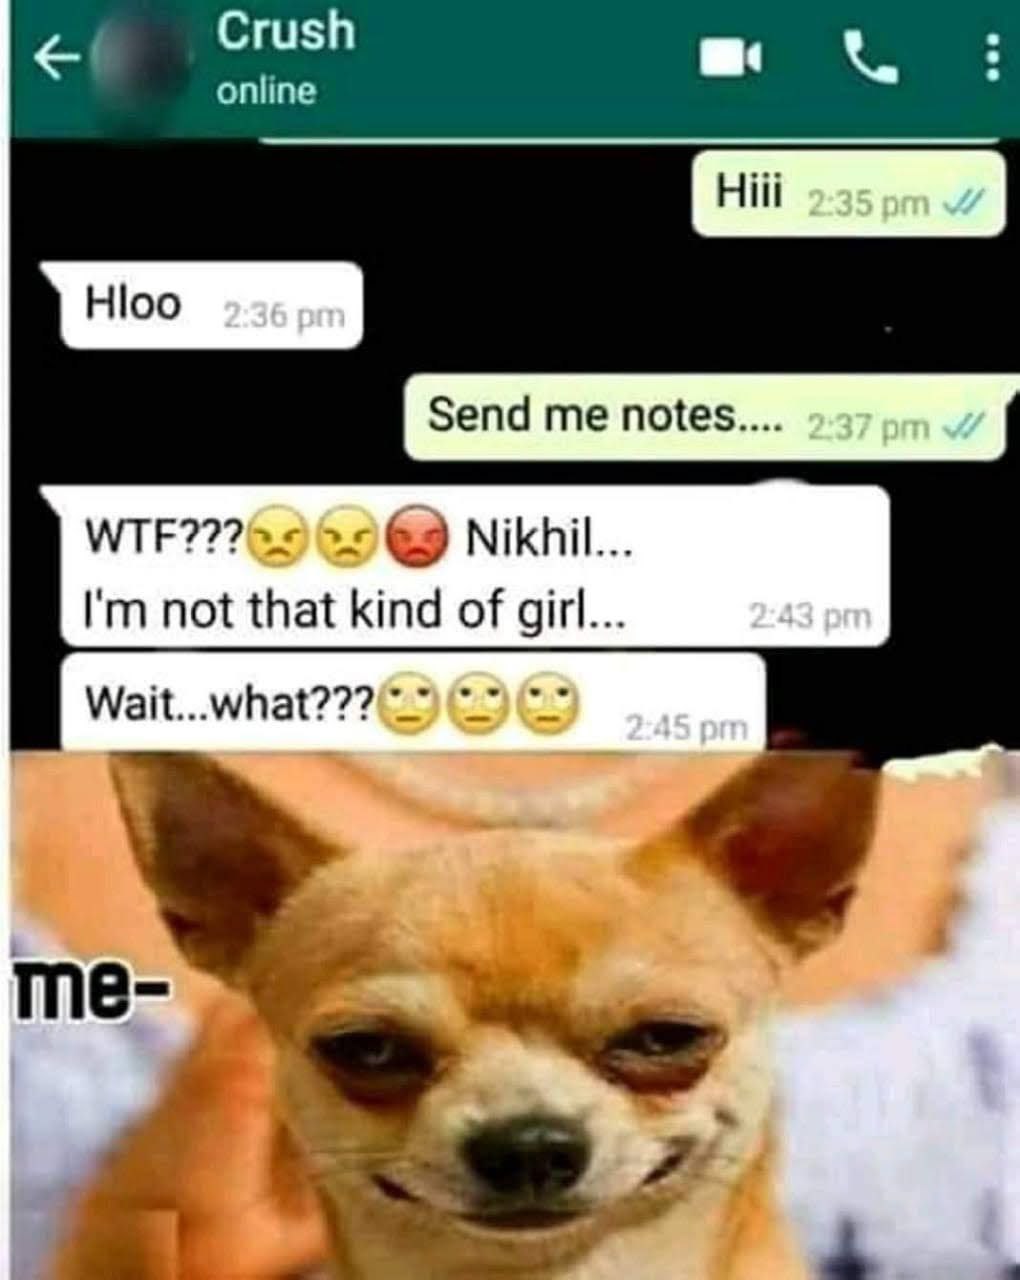 Crush
online
Hiii 2:35 pm
Hloo 2:36 pm
Send me notes.... 2:37 pm
WTF???😠😠😡 Nikhil...
I'm not that kind of girl... 2:43 pm
Wait...what???🙄🙄🙄 2:45 pm
me-